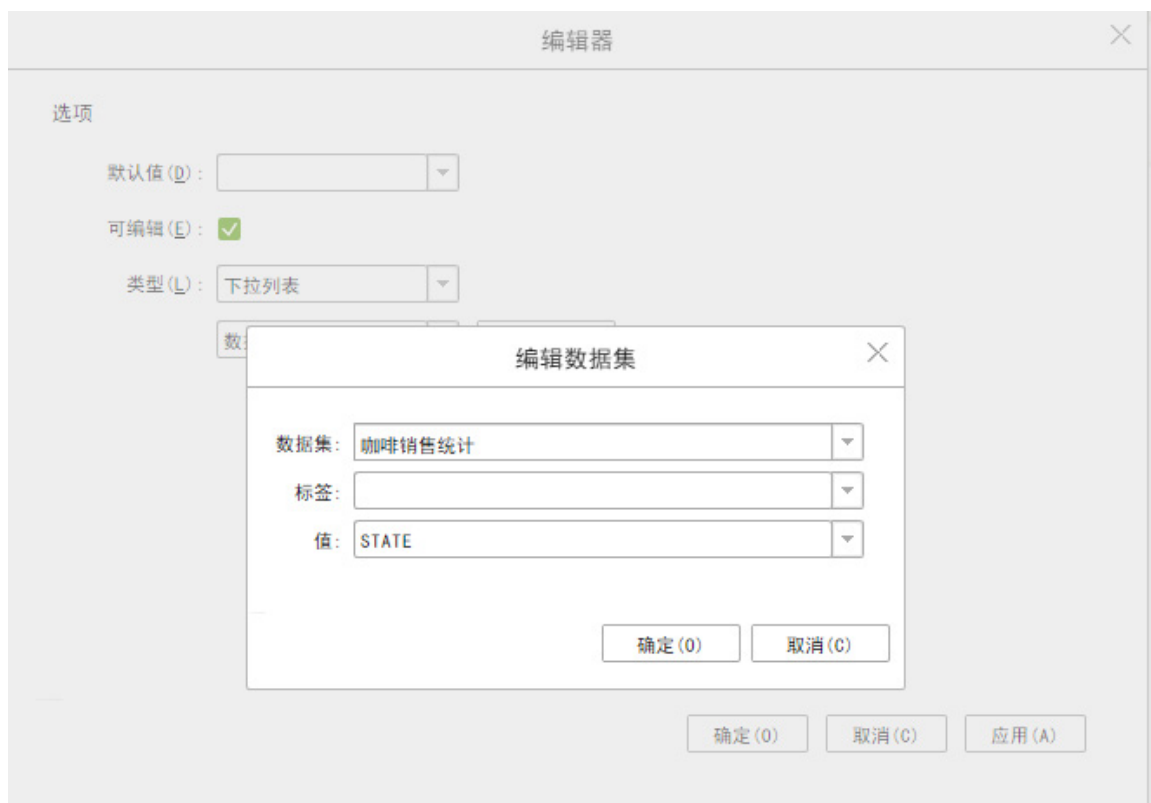 编辑器
选项
默认值(D):
可编辑(E):
类型(L): 下拉列表
数
编辑数据集
数据集: 咖啡销售统计
标签:
值: STATE
确定(O) 取消(C)
确定(O) 取消(C) 应用(A)